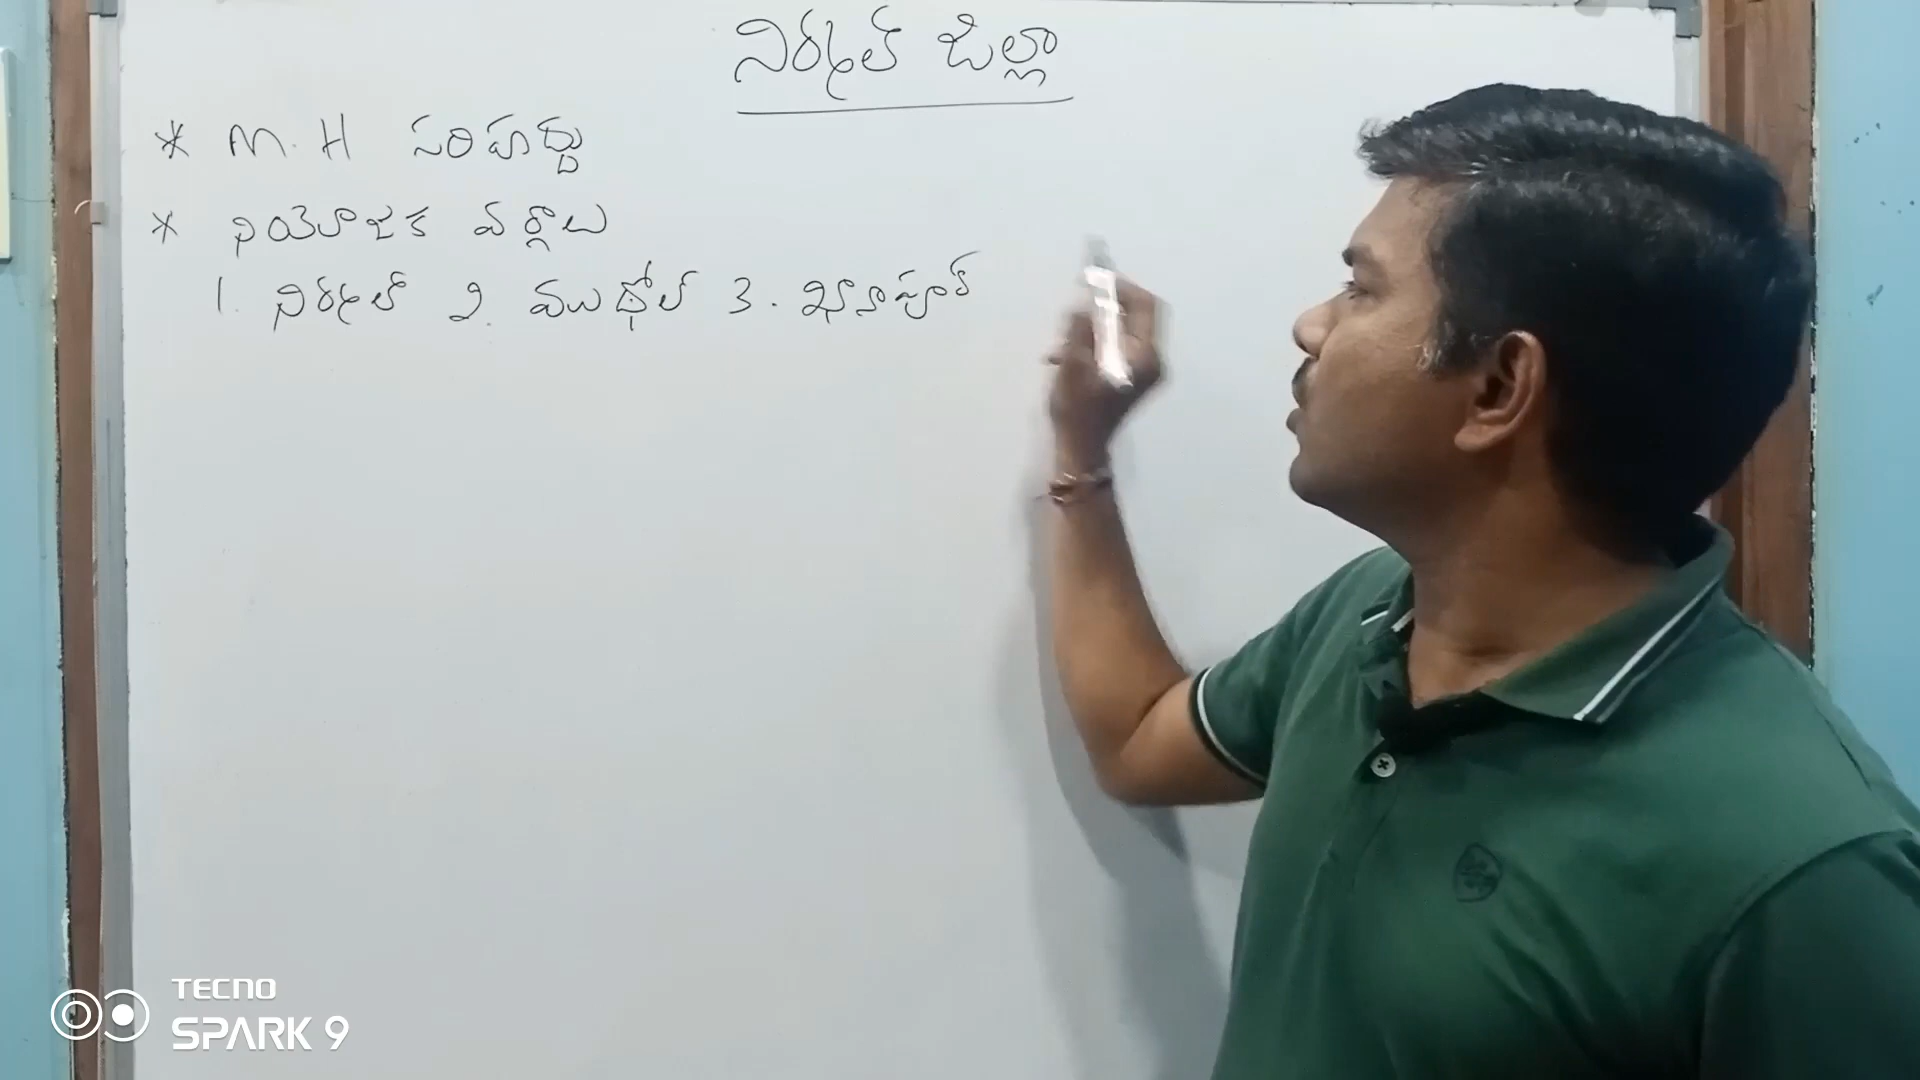 నిర్మల్ జిల్లా
* M.H సరిహద్దు
* నియోజక వర్గాలు
1. నిర్మల్ 2. ముథోల్ 3. ఖానాపూర్
TECNO
SPARK 9